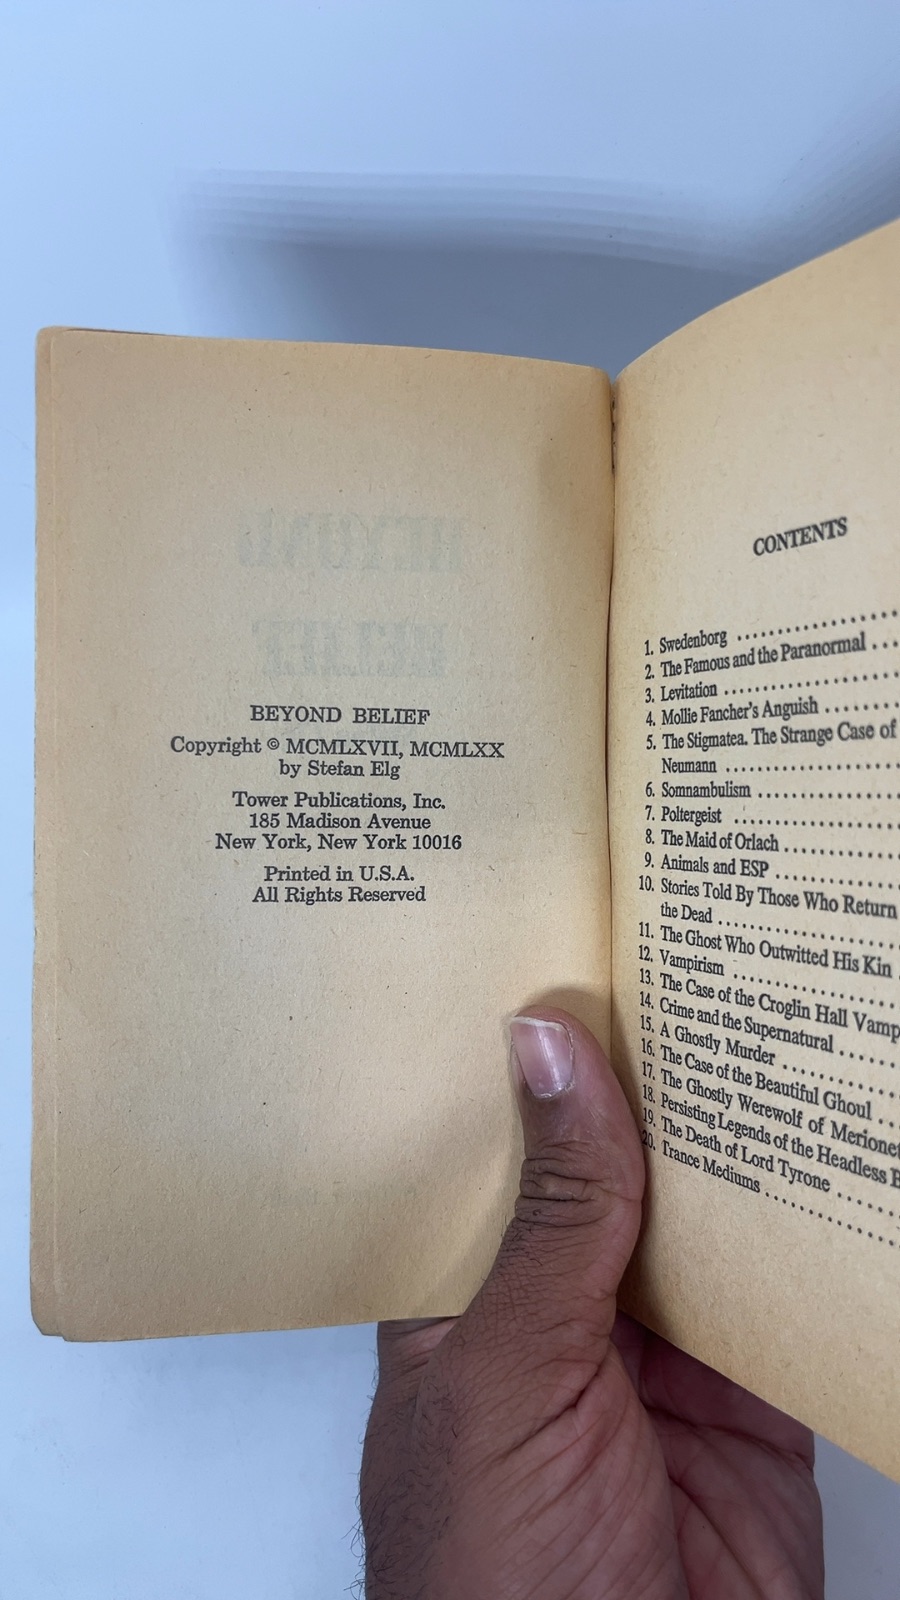 BEYOND BELIEF
Copyright © MCMLXVII, MCMLXX
by Stefan Elg
Tower Publications, Inc.
185 Madison Avenue
New York, New York 10016
Printed in U.S.A.
All Rights Reserved
CONTENTS
1. Swedenborg ..........
2. The Famous and the Paranormal ...
3. Levitation ..........
4. Mollie Fancher's Anguish ......
5. The Stigmatea. The Strange Case of
Neumann ..........
6. Somnambulism ..........
7. Poltergeist ..........
8. The Maid of Orlach ..........
9. Animals and ESP ..........
10. Stories Told By Those Who Return
the Dead ..........
11. The Ghost Who Outwitted His Kin .
12. Vampirism ..........
13. The Case of the Croglin Hall Vamp
14. Crime and the Supernatural ......
15. A Ghostly Murder ..........
16. The Case of the Beautiful Ghoul ...
17. The Ghostly Werewolf of Merionet
18. Persisting Legends of the Headless B
19. The Death of Lord Tyrone ......
20. Trance Mediums ..........